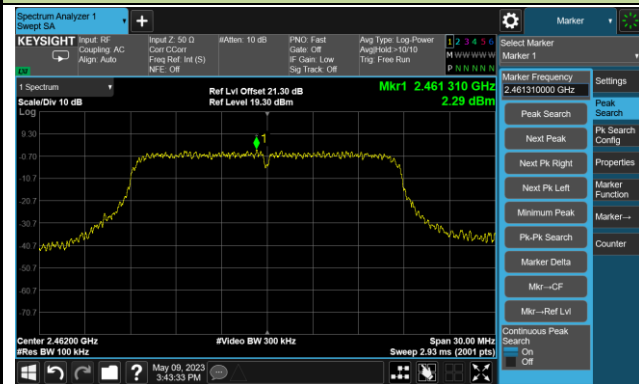 Spectrum Analyzer 1
Swept SA
+
Marker
KEYSIGHT
Input: RF
Coupling: AC
Align: Auto
Input Z: 50 Ω
Corr CCorr
Freq Ref: Int (S)
NFE: Off
#Atten: 10 dB
PNO: Fast
Gate: Off
IF Gain: Low
Sig Track: Off
Avg Type: Log-Power
Avg|Hold:>10/10
Trig: Free Run
1 2 3 4 5 6
M W W W W W
P N N N N N
LXI
Select Marker
Marker 1
1 Spectrum
Scale/Div 10 dB
Log
Ref Lvl Offset 21.30 dB
Ref Level 19.30 dBm
Mkr1 2.461 310 GHz
2.29 dBm
9.30
-0.70
-10.7
-20.7
-30.7
-40.7
-50.7
-60.7
-70.7
1
Center 2.46200 GHz
#Res BW 100 kHz
#Video BW 300 kHz
Span 30.00 MHz
Sweep 2.93 ms (2001 pts)
Marker Frequency
2.461310000 GHz
Peak Search
Next Peak
Next Pk Right
Next Pk Left
Minimum Peak
Pk-Pk Search
Marker Delta
Mkr→CF
Mkr→Ref Lvl
Continuous Peak
Search
On
Off
Settings
Peak
Search
Pk Search
Config
Properties
Marker
Function
Marker→
Counter
?
May 09, 2023
3:43:33 PM